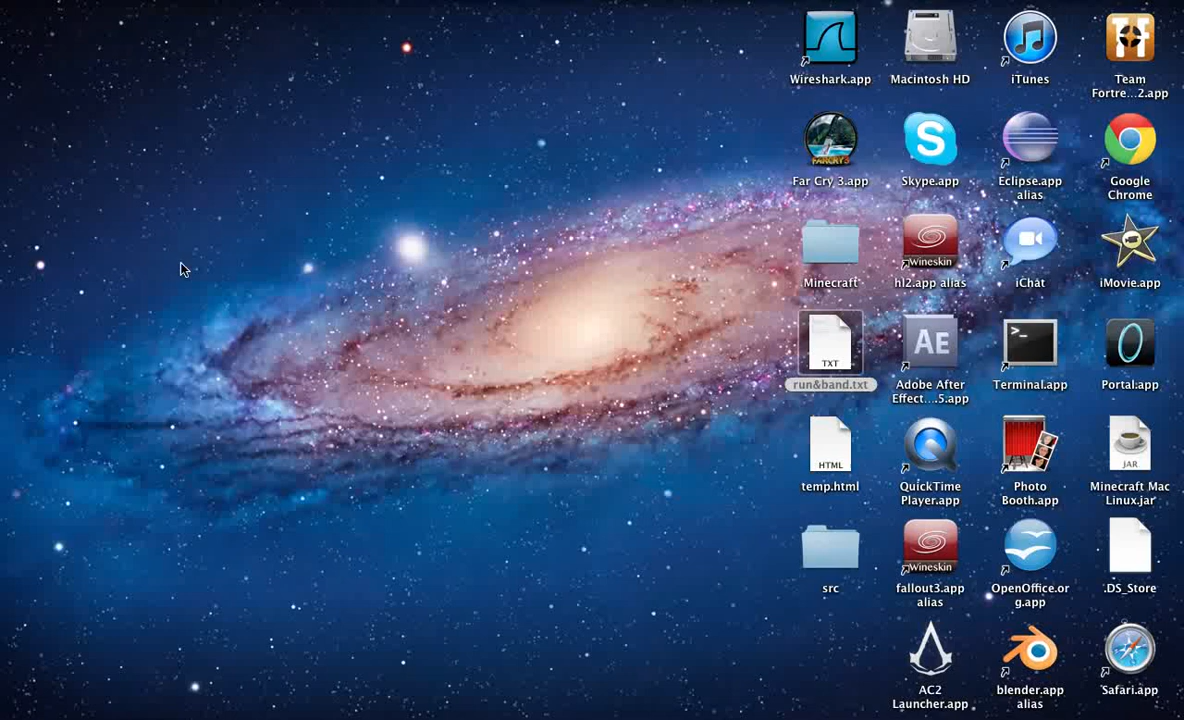 Wireshark.app
Macintosh HD
iTunes
Team
Fortre...2.app
FARCRY3
Far Cry 3.app
S
Skype.app
Eclipse.app
alias
Google
Chrome
Minecraft
Wineskin
hl2.app alias
iChat
iMovie.app
TXT
run&band.txt
AE
Adobe After
Effect....5.app
>_
Terminal.app
Portal.app
HTML
temp.html
QuickTime
Player.app
Photo
Booth.app
JAR
Minecraft Mac
Linux.jar
src
Wineskin
fallout3.app
alias
OpenOffice.or
g.app
.DS_Store
AC2
Launcher.app
blender.app
alias
Safari.app